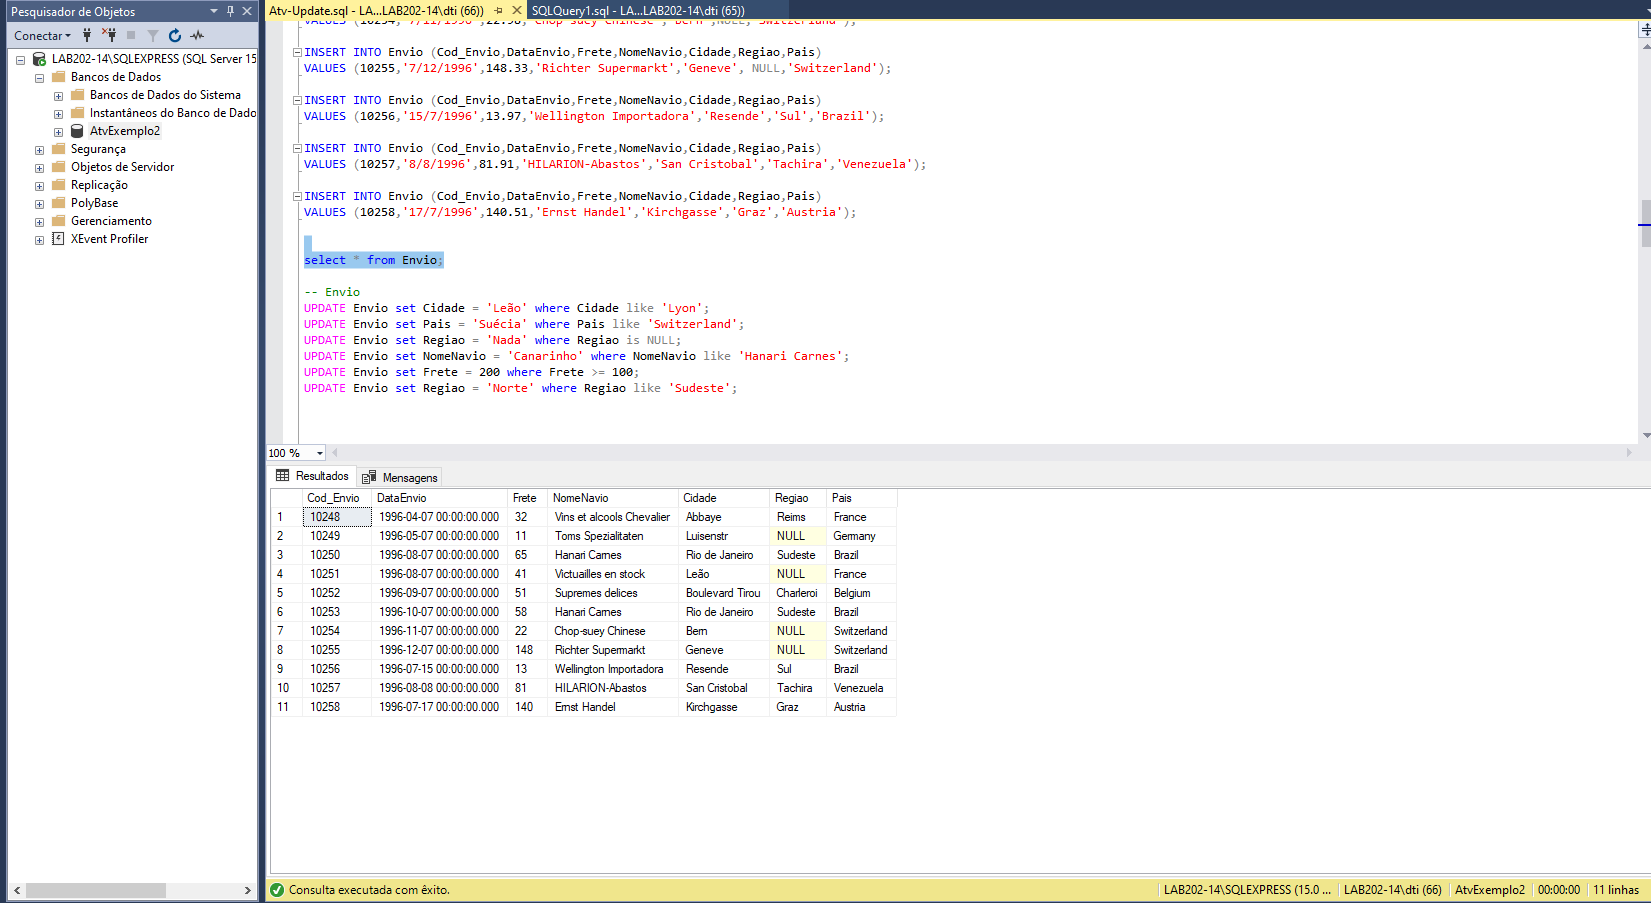 Pesquisador de Objetos
Conectar
LAB202-14\SQLEXPRESS (SQL Server 15
Bancos de Dados
Bancos de Dados do Sistema
Instantâneos do Banco de Dado
AtvExemplo2
Segurança
Objetos de Servidor
Replicação
PolyBase
Gerenciamento
XEvent Profiler
Atv-Update.sql - LA...LAB202-14\dti (66))
SQLQuery1.sql - LA...LAB202-14\dti (65))
VALUES (10254,'7/11/1996',22.98,'Chop-suey Chinese','Bern',NULL,'Switzerland');
INSERT INTO Envio (Cod_Envio,DataEnvio,Frete,NomeNavio,Cidade,Regiao,Pais)
VALUES (10255,'7/12/1996',148.33,'Richter Supermarkt','Geneve', NULL,'Switzerland');
INSERT INTO Envio (Cod_Envio,DataEnvio,Frete,NomeNavio,Cidade,Regiao,Pais)
VALUES (10256,'15/7/1996',13.97,'Wellington Importadora','Resende','Sul','Brazil');
INSERT INTO Envio (Cod_Envio,DataEnvio,Frete,NomeNavio,Cidade,Regiao,Pais)
VALUES (10257,'8/8/1996',81.91,'HILARION-Abastos','San Cristobal','Tachira','Venezuela');
INSERT INTO Envio (Cod_Envio,DataEnvio,Frete,NomeNavio,Cidade,Regiao,Pais)
VALUES (10258,'17/7/1996',140.51,'Ernst Handel','Kirchgasse','Graz','Austria');
select * from Envio;
-- Envio
UPDATE Envio set Cidade = 'Leão' where Cidade like 'Lyon';
UPDATE Envio set Pais = 'Suécia' where Pais like 'Switzerland';
UPDATE Envio set Regiao = 'Nada' where Regiao is NULL;
UPDATE Envio set NomeNavio = 'Canarinho' where NomeNavio like 'Hanari Carnes';
UPDATE Envio set Frete = 200 where Frete >= 100;
UPDATE Envio set Regiao = 'Norte' where Regiao like 'Sudeste';
100 %
Resultados Mensagens
Cod_Envio DataEnvio Frete NomeNavio Cidade Regiao Pais
1 10248 1996-04-07 00:00:00.000 32 Vins et alcools Chevalier Abbaye Reims France
2 10249 1996-05-07 00:00:00.000 11 Toms Spezialitaten Luisenstr NULL Germany
3 10250 1996-08-07 00:00:00.000 65 Hanari Carnes Rio de Janeiro Sudeste Brazil
4 10251 1996-08-07 00:00:00.000 41 Victuailles en stock Leão NULL France
5 10252 1996-09-07 00:00:00.000 51 Supremes delices Boulevard Tirou Charleroi Belgium
6 10253 1996-10-07 00:00:00.000 58 Hanari Carnes Rio de Janeiro Sudeste Brazil
7 10254 1996-11-07 00:00:00.000 22 Chop-suey Chinese Bern NULL Switzerland
8 10255 1996-12-07 00:00:00.000 148 Richter Supermarkt Geneve NULL Switzerland
9 10256 1996-07-15 00:00:00.000 13 Wellington Importadora Resende Sul Brazil
10 10257 1996-08-08 00:00:00.000 81 HILARION-Abastos San Cristobal Tachira Venezuela
11 10258 1996-07-17 00:00:00.000 140 Ernst Handel Kirchgasse Graz Austria
Consulta executada com êxito.
LAB202-14\SQLEXPRESS (15.0 ... LAB202-14\dti (66) AtvExemplo2 00:00:00 11 linhas